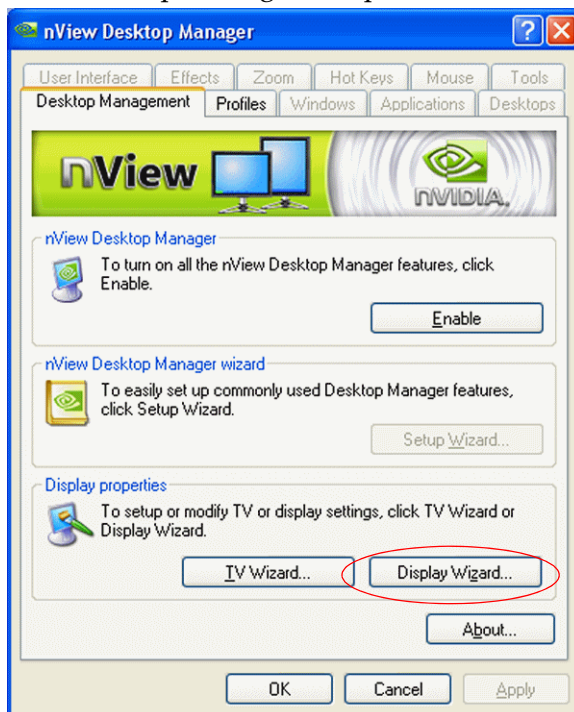 nView Desktop Manager
User Interface Effects Zoom Hot Keys Mouse Tools
Desktop Management Profiles Windows Applications Desktops
nView
nVIDIA.
nView Desktop Manager
To turn on all the nView Desktop Manager features, click
Enable.
Enable
nView Desktop Manager wizard
To easily set up commonly used Desktop Manager features,
click Setup Wizard.
Setup Wizard...
Display properties
To setup or modify TV or display settings, click TV Wizard or
Display Wizard.
TV Wizard... Display Wizard...
About...
OK Cancel Apply